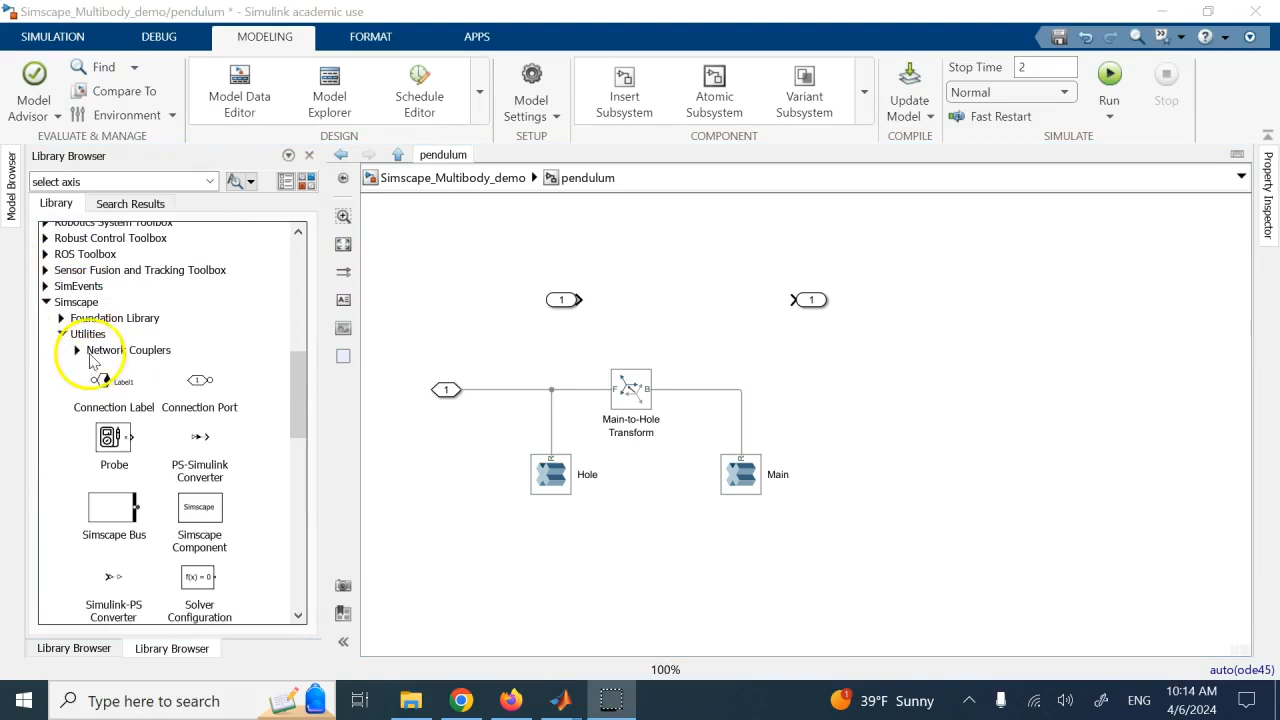 Simscape_Multibody_demo/pendulum * - Simulink academic use
SIMULATION DEBUG MODELING FORMAT APPS
Model Advisor
Find
Compare To
Environment
EVALUATE & MANAGE
Model Data Editor
Model Explorer
Schedule Editor
DESIGN
Model Settings
SETUP
Insert Subsystem
Atomic Subsystem
Variant Subsystem
COMPONENT
Update Model
COMPILE
Stop Time 2
Normal
Fast Restart
Run
Stop
SIMULATE
Model Browser
Library Browser
select axis
Library Search Results
Robotics System Toolbox
Robust Control Toolbox
ROS Toolbox
Sensor Fusion and Tracking Toolbox
SimEvents
Simscape
Foundation Library
Utilities
Network Couplers
Label1
1
Connection Label Connection Port
Probe
PS-Simulink Converter
Simscape
Simscape Bus
Simscape Component
f(x) = 0
Simulink-PS Converter
Solver Configuration
Library Browser Library Browser
pendulum
Simscape_Multibody_demo pendulum
1 1
1
F B
Main-to-Hole
Transform
R R
Hole Main
Property Inspector
100%
auto(ode45)
Type here to search
1
39°F Sunny
ENG
10:14 AM
4/6/2024